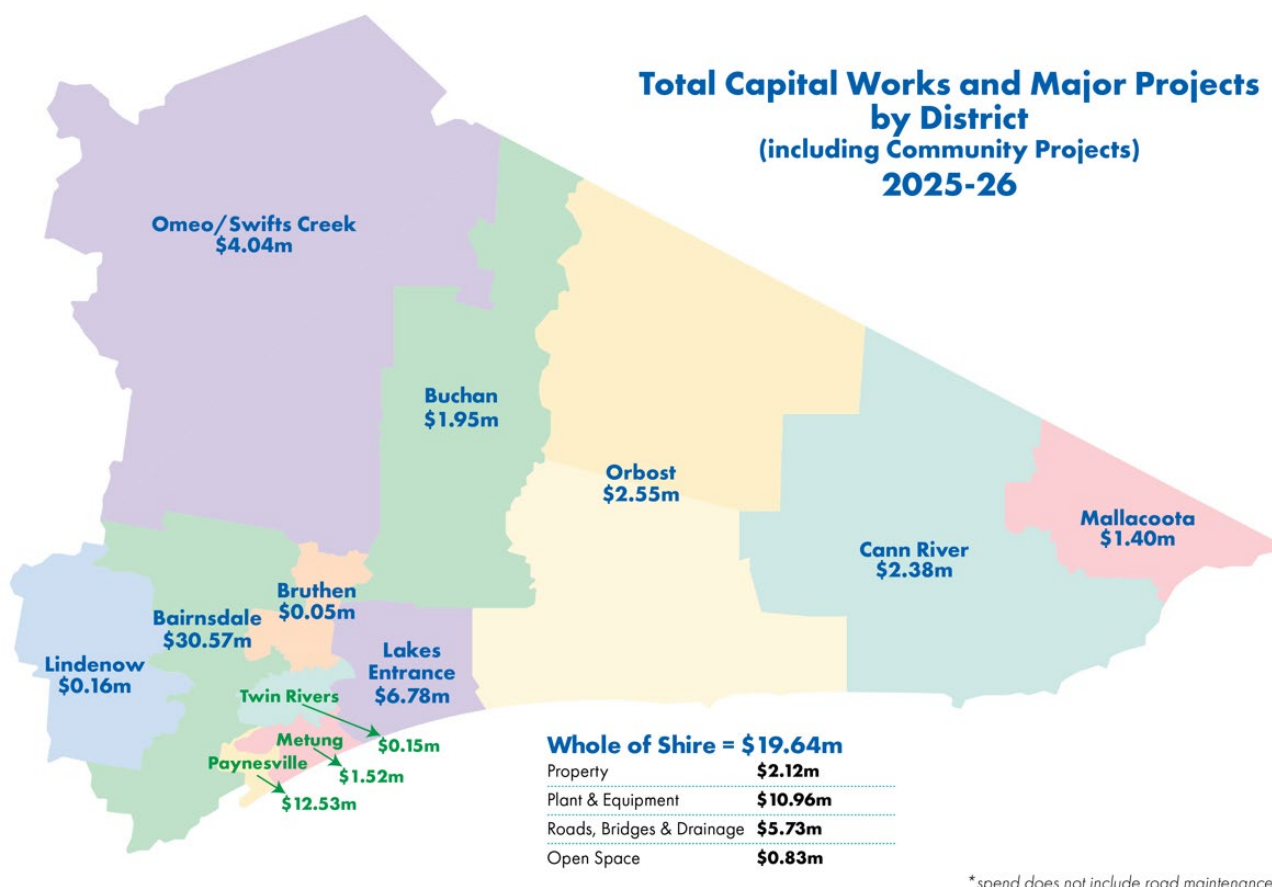 Total Capital Works and Major Projects
by District
(including Community Projects)
2025-26
Omeo/Swifts Creek
$4.04m
Buchan
$1.95m
Orbost
$2.55m
Mallacoota
$1.40m
Cann River
$2.38m
Bruthen
$0.05m
Bairnsdale
$30.57m
Lindenow
$0.16m
Lakes
Entrance
$6.78m
Twin Rivers
$0.15m
Metung
$1.52m
Paynesville
$12.53m
Whole of Shire = $19.64m
Property $2.12m
Plant & Equipment $10.96m
Roads, Bridges & Drainage $5.73m
Open Space $0.83m
*spend does not include road maintenance